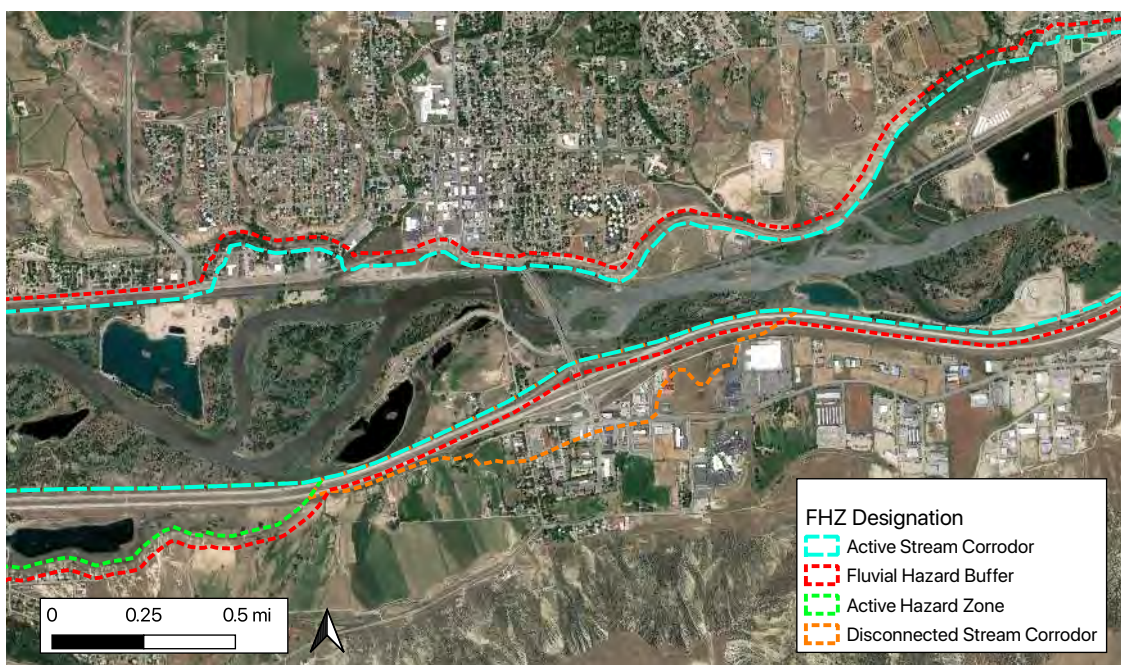 FHZ Designation
Active Stream Corrodor
Fluvial Hazard Buffer
Active Hazard Zone
Disconnected Stream Corrodor
0 0.25 0.5 mi